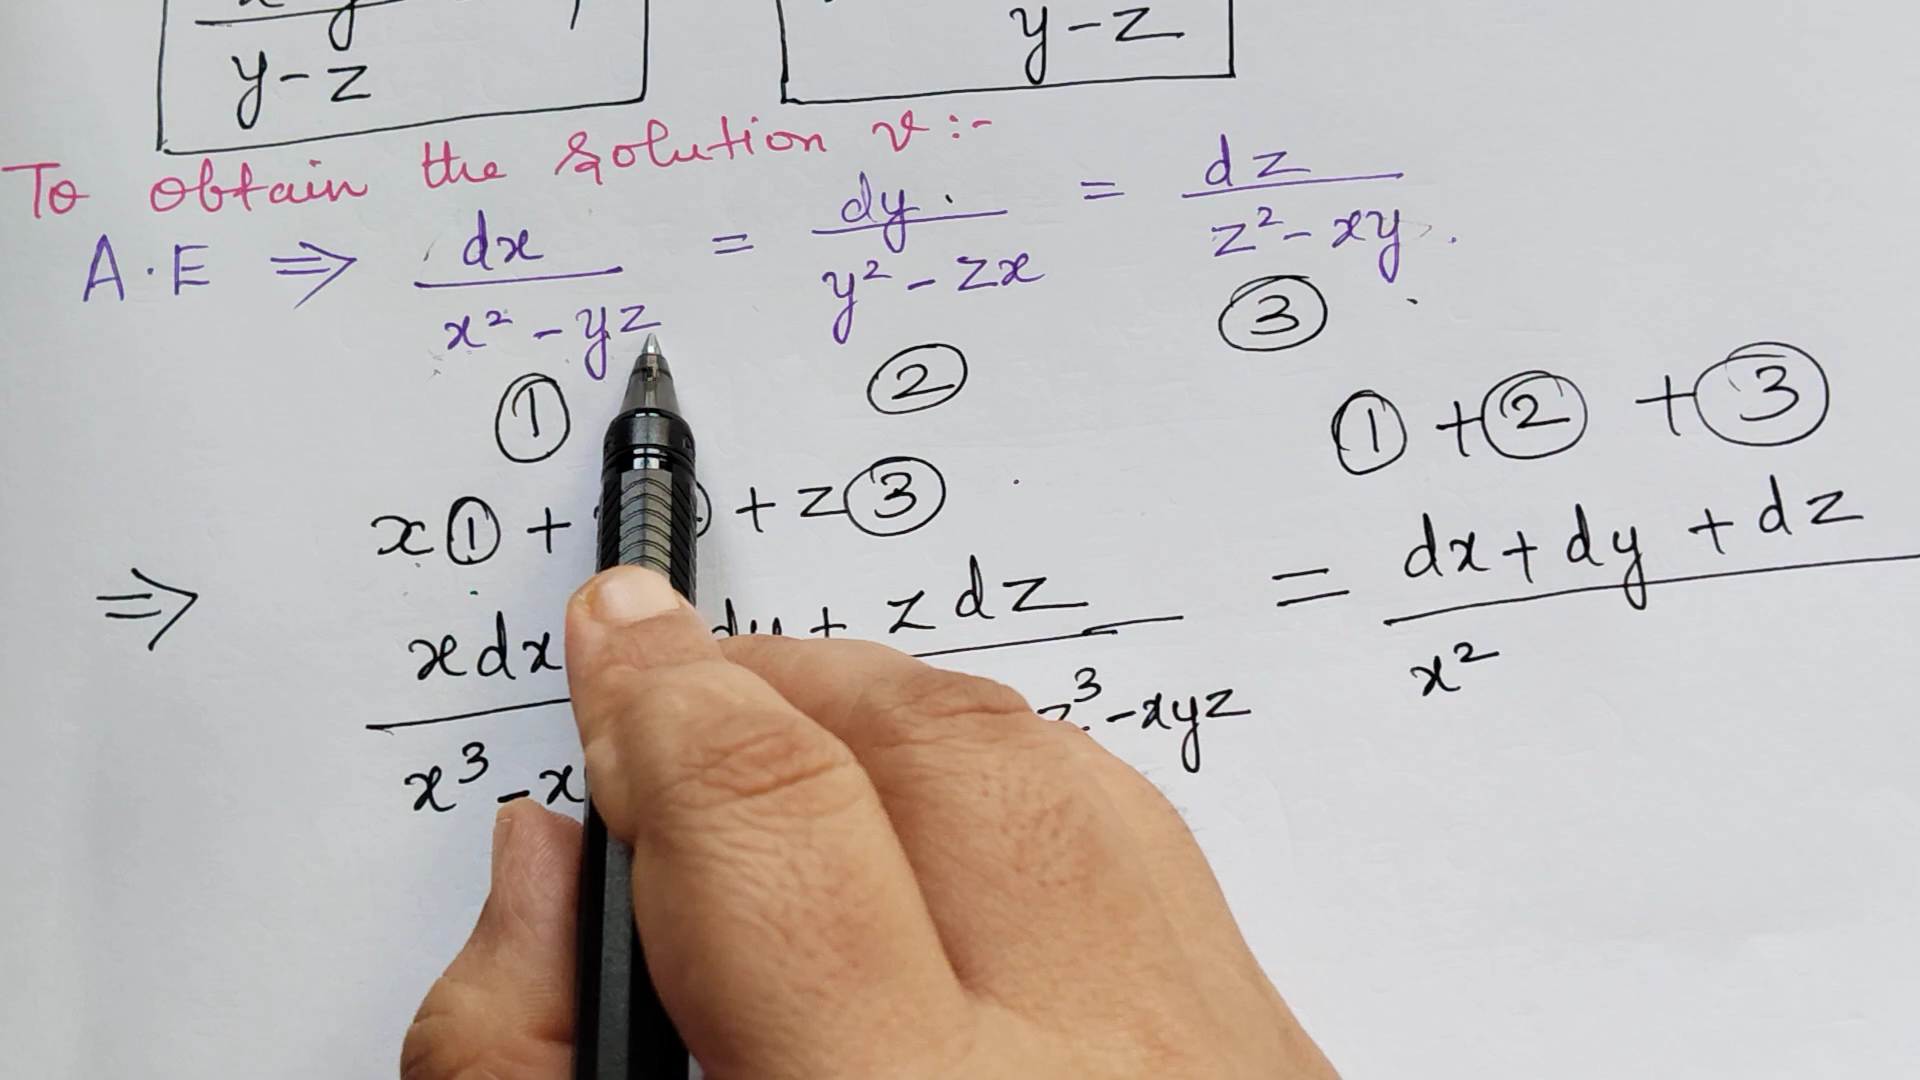 y-z
y-z
To obtain the solution v:-
A.E ⇒ dx/(x² - yz) = dy/(y² - zx) = dz/(z² - xy).
① ② ③
x① + + z③ ① + ② + ③
⇒ xdx + zdz = dx + dy + dz
x³ - x z³ - xyz x²